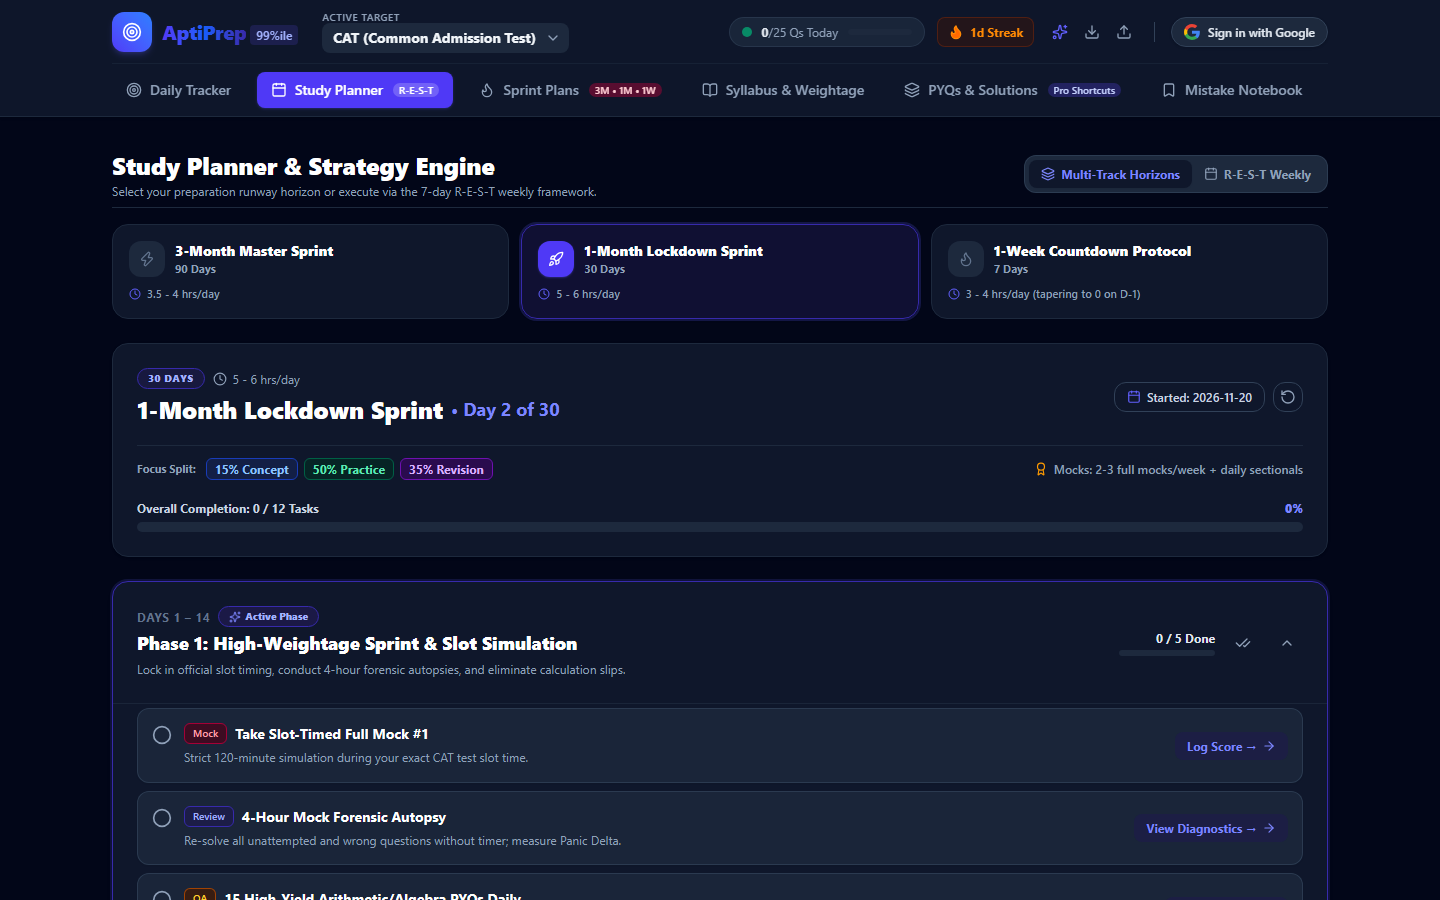 AptiPrep 99%ile
ACTIVE TARGET
CAT (Common Admission Test)
0/25 Qs Today
1d Streak
Sign in with Google
Daily Tracker
Study Planner R-E-S-T
Sprint Plans 3M • 1M • 1W
Syllabus & Weightage
PYQs & Solutions Pro Shortcuts
Mistake Notebook
Study Planner & Strategy Engine
Select your preparation runway horizon or execute via the 7-day R-E-S-T weekly framework.
Multi-Track Horizons
R-E-S-T Weekly
3-Month Master Sprint
90 Days
3.5 - 4 hrs/day
1-Month Lockdown Sprint
30 Days
5 - 6 hrs/day
1-Week Countdown Protocol
7 Days
3 - 4 hrs/day (tapering to 0 on D-1)
30 DAYS 5 - 6 hrs/day
1-Month Lockdown Sprint • Day 2 of 30
Started: 2026-11-20
Focus Split: 15% Concept 50% Practice 35% Revision
Mocks: 2-3 full mocks/week + daily sectionals
Overall Completion: 0 / 12 Tasks
0%
DAYS 1 – 14 Active Phase
Phase 1: High-Weightage Sprint & Slot Simulation
Lock in official slot timing, conduct 4-hour forensic autopsies, and eliminate calculation slips.
0 / 5 Done
Mock Take Slot-Timed Full Mock #1
Strict 120-minute simulation during your exact CAT test slot time.
Log Score →
Review 4-Hour Mock Forensic Autopsy
Re-solve all unattempted and wrong questions without timer; measure Panic Delta.
View Diagnostics →
QA 15 High-Yield Arithmetic/Algebra PYQs Daily